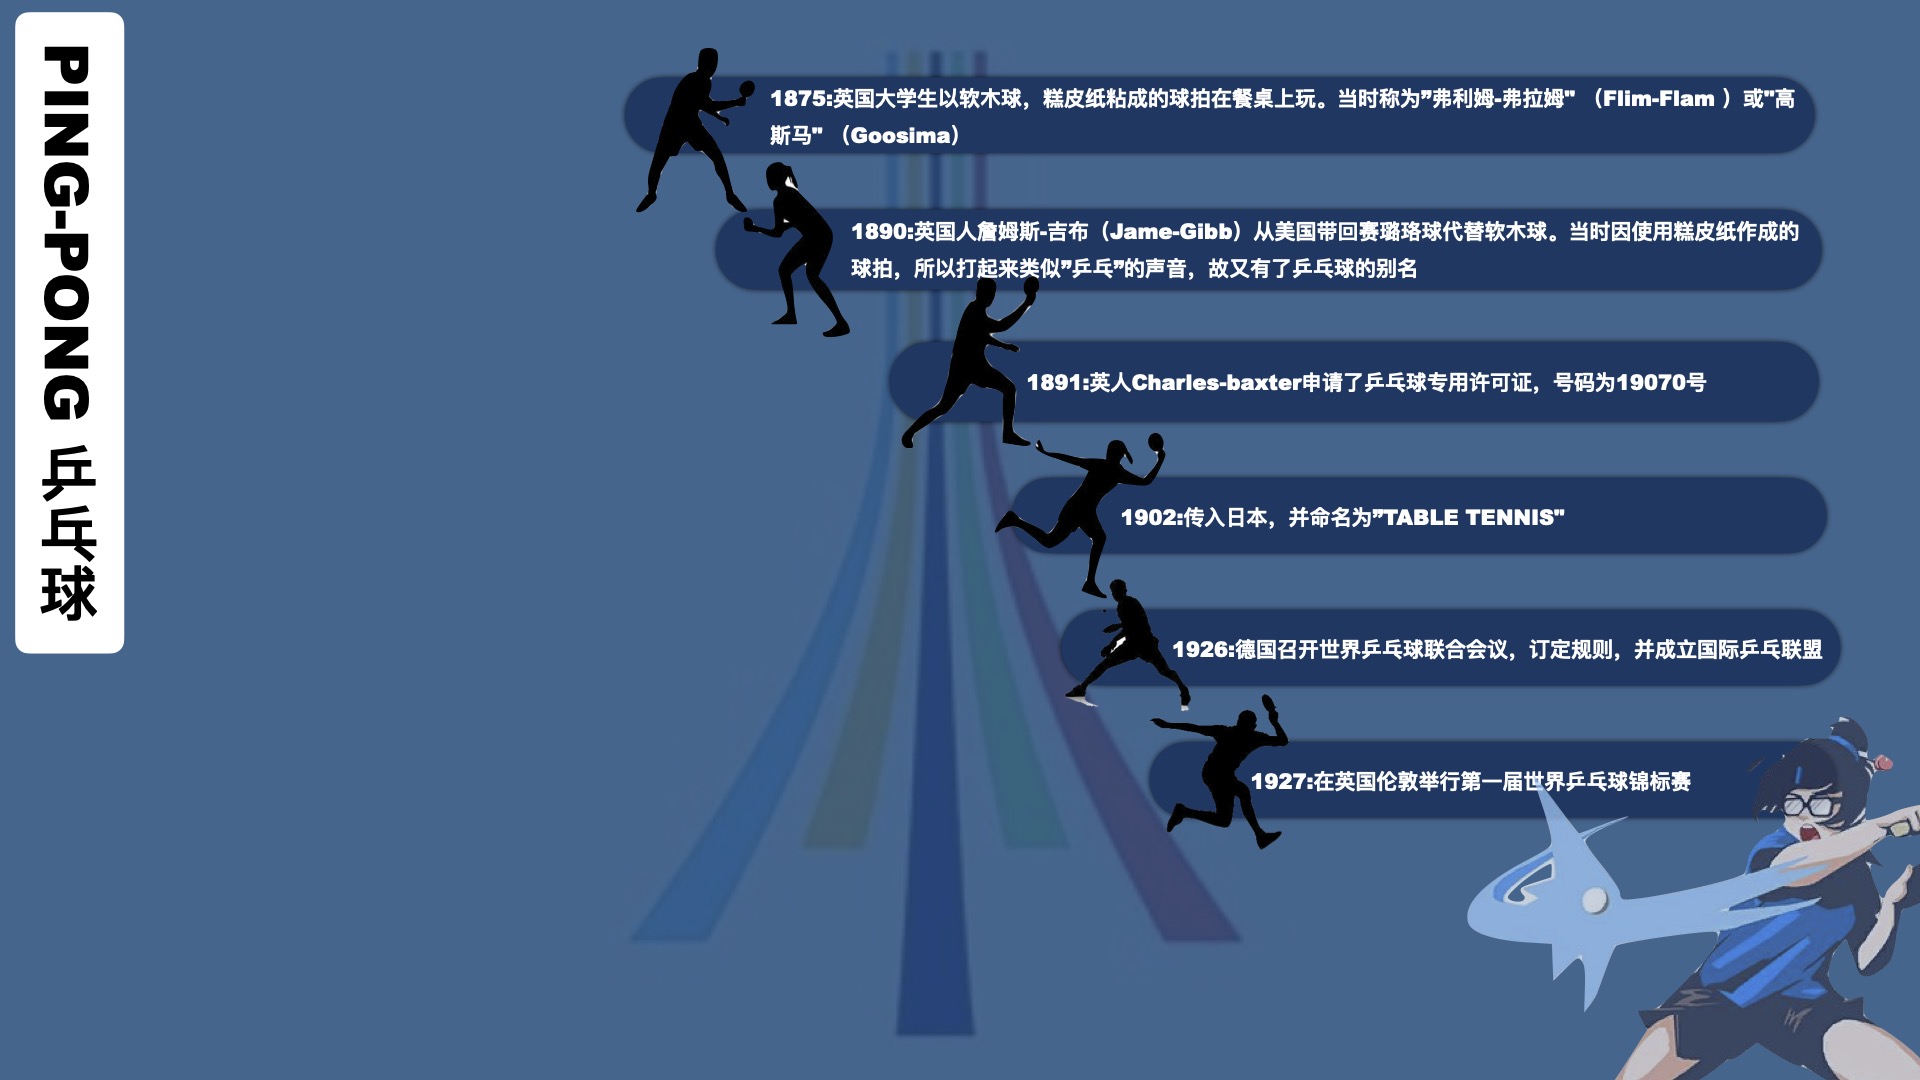 PING-PONG 乒乓球
1875:英国大学生以软木球，糕皮纸粘成的球拍在餐桌上玩。当时称为”弗利姆-弗拉姆" （Flim-Flam ）或"高
斯马" （Goosima）
1890:英国人詹姆斯-吉布（Jame-Gibb）从美国带回赛璐珞球代替软木球。当时因使用糕皮纸作成的
球拍，所以打起来类似”乒乓”的声音，故又有了乒乓球的别名
1891:英人Charles-baxter申请了乒乓球专用许可证，号码为19070号
1902:传入日本，并命名为”TABLE TENNIS"
1926:德国召开世界乒乓球联合会议，订定规则，并成立国际乒乓联盟
1927:在英国伦敦举行第一届世界乒乓球锦标赛